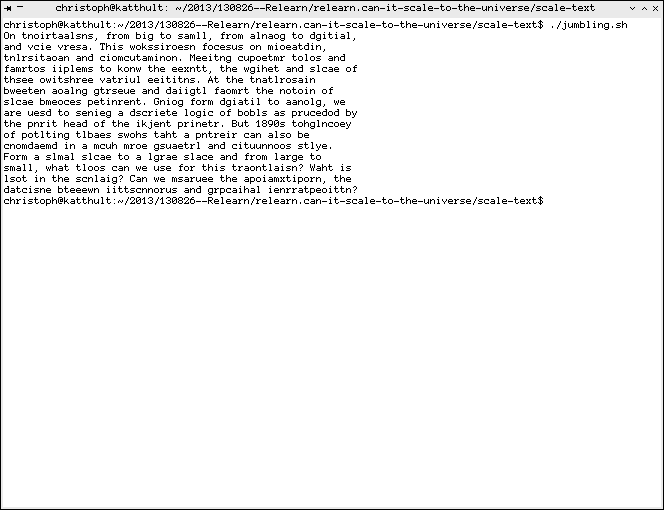 christoph@katthult: ~/2013/130826--Relearn/relearn.can-it-scale-to-the-universe/scale-text
christoph@katthult:~/2013/130826--Relearn/relearn.can-it-scale-to-the-universe/scale-text$ ./jumbling.sh
On tnoirtaalsns, from big to samll, from alnaog to dgitial,
and vcie vresa. This wokssiroesn focesus on mioeatdin,
tnlrsitaoan and ciomcutaminon. Meeitng cupoetmr tolos and
famrtos iiplems to konw the eexntt, the wgihet and slcae of
thsee owitshree vatriul eeititns. At the tnatlrosain
bweeten aoalng gtrseue and daiigtl faomrt the notoin of
slcae bmeoces petinrent. Gniog form dgiatil to aanolg, we
are uesd to senieg a dscriete logic of bobls as prucedod by
the pnrit head of the ikjent prinetr. But 1890s tohglncoey
of potlting tlbaes swohs taht a pntreir can also be
cnomdaemd in a mcuh mroe gsuaetrl and cituunnoos stlye.
Form a slmal slcae to a lgrae slace and from large to
small, what tloos can we use for this traontlaisn? Waht is
lsot in the scnlaig? Can we msaruee the apoiamxtiporn, the
datcisne bteeewn iittscnnorus and grpcaihal ienrratpeoittn?
christoph@katthult:~/2013/130826--Relearn/relearn.can-it-scale-to-the-universe/scale-text$